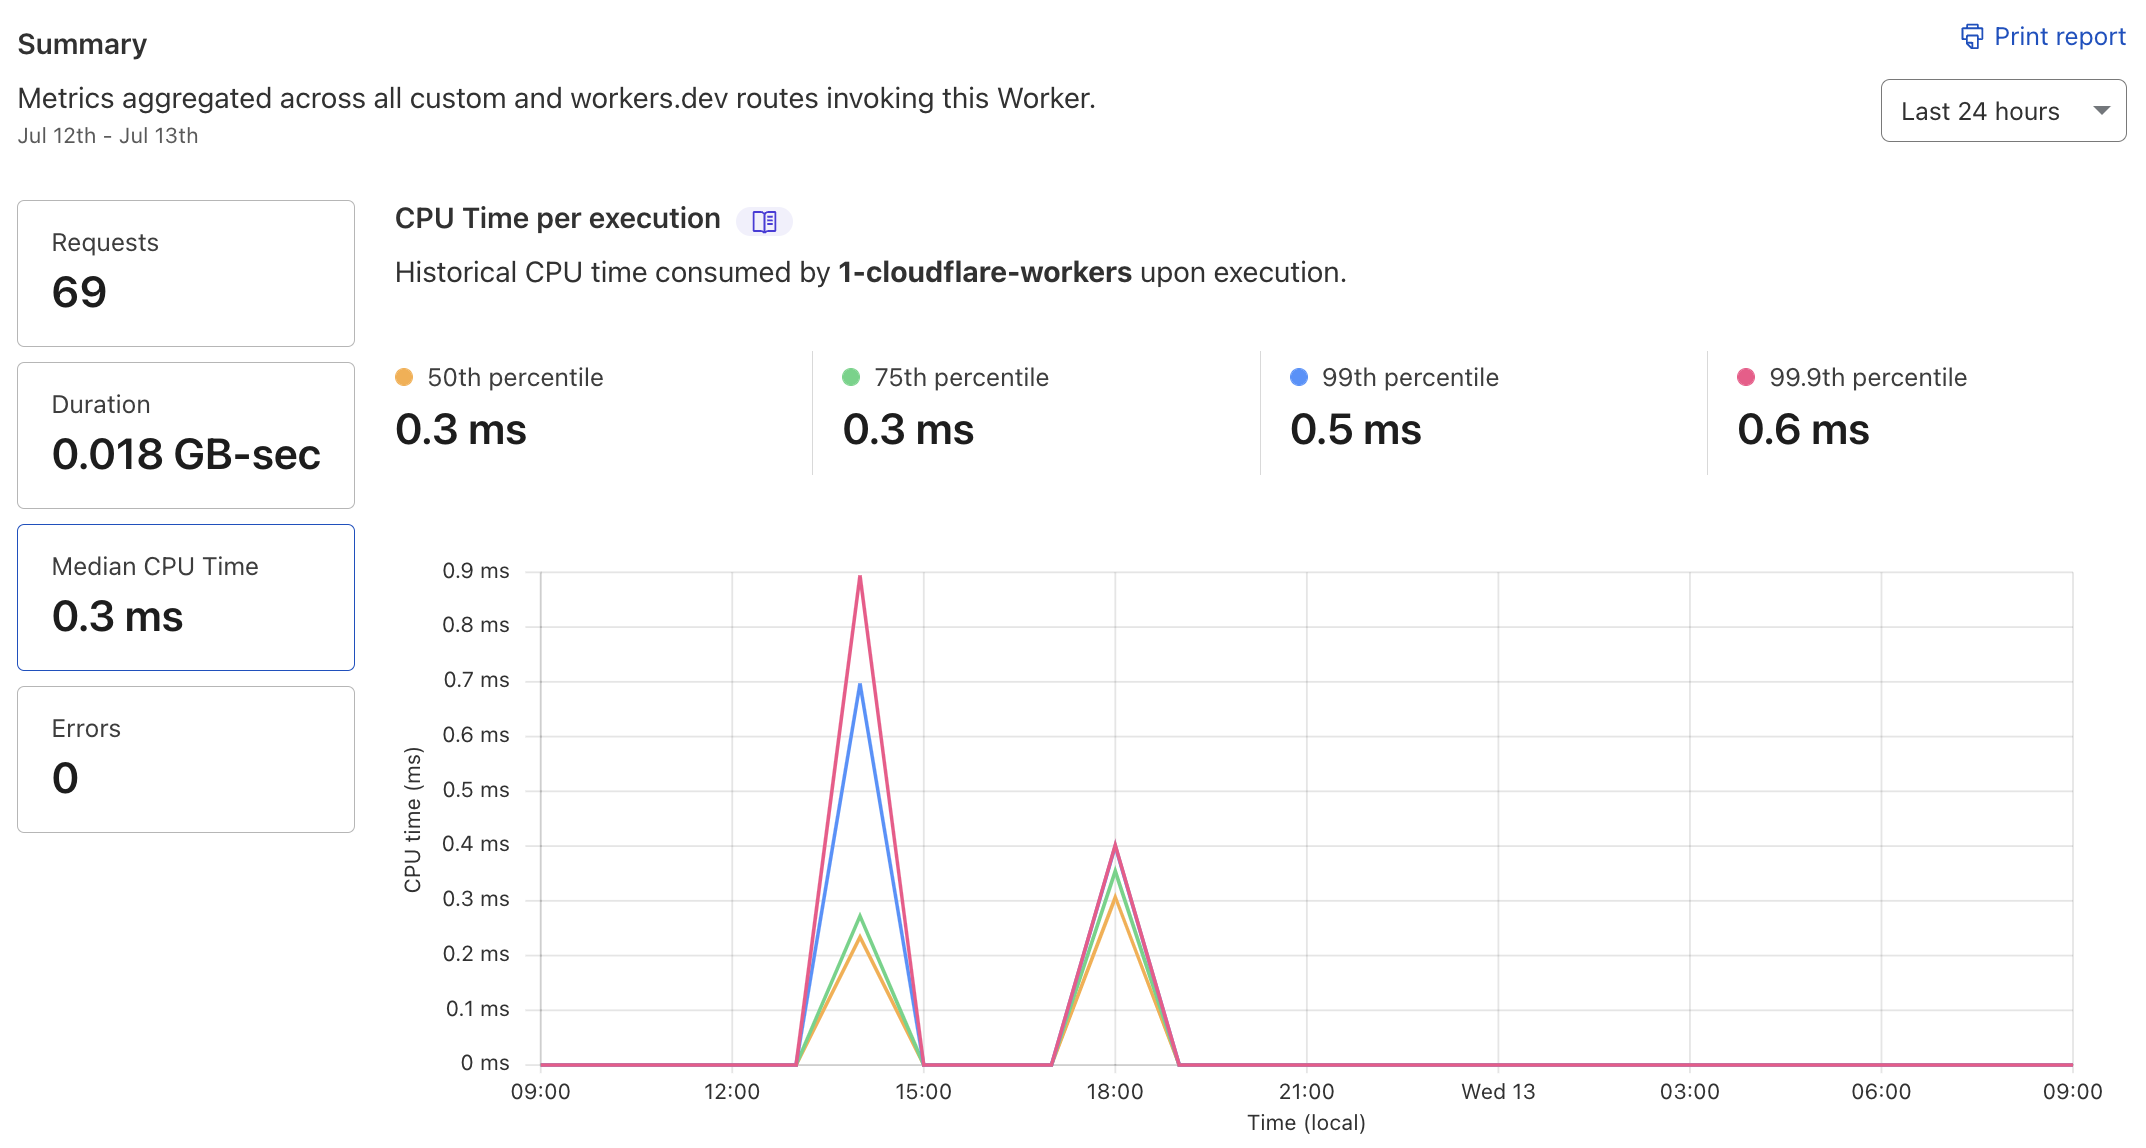 Summary
Print report
Metrics aggregated across all custom and workers.dev routes invoking this Worker.
Jul 12th - Jul 13th
Last 24 hours
Requests
69
Duration
0.018 GB-sec
Median CPU Time
0.3 ms
Errors
0
CPU Time per execution
Historical CPU time consumed by 1-cloudflare-workers upon execution.
50th percentile
0.3 ms
75th percentile
0.3 ms
99th percentile
0.5 ms
99.9th percentile
0.6 ms
CPU time (ms)
0.9 ms
0.8 ms
0.7 ms
0.6 ms
0.5 ms
0.4 ms
0.3 ms
0.2 ms
0.1 ms
0 ms
09:00 12:00 15:00 18:00 21:00 Wed 13 03:00 06:00 09:00
Time (local)